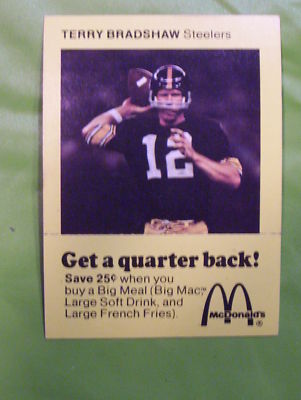 TERRY BRADSHAW Steelers
12
Get a quarter back!
Save 25¢ when you
buy a Big Meal (Big Mac,™
Large Soft Drink, and
Large French Fries).
McDonald's
®